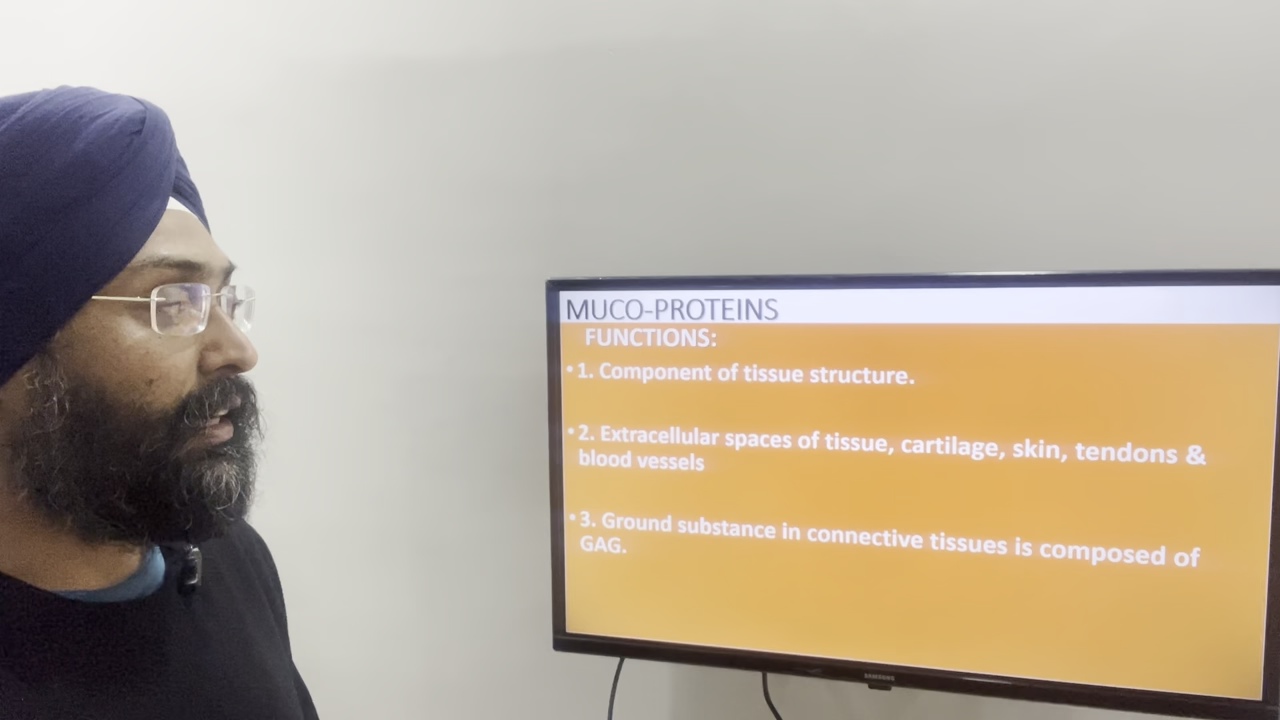 MUCO-PROTEINS
FUNCTIONS:
• 1. Component of tissue structure.
• 2. Extracellular spaces of tissue, cartilage, skin, tendons &
blood vessels
• 3. Ground substance in connective tissues is composed of
GAG.
SAMSUNG